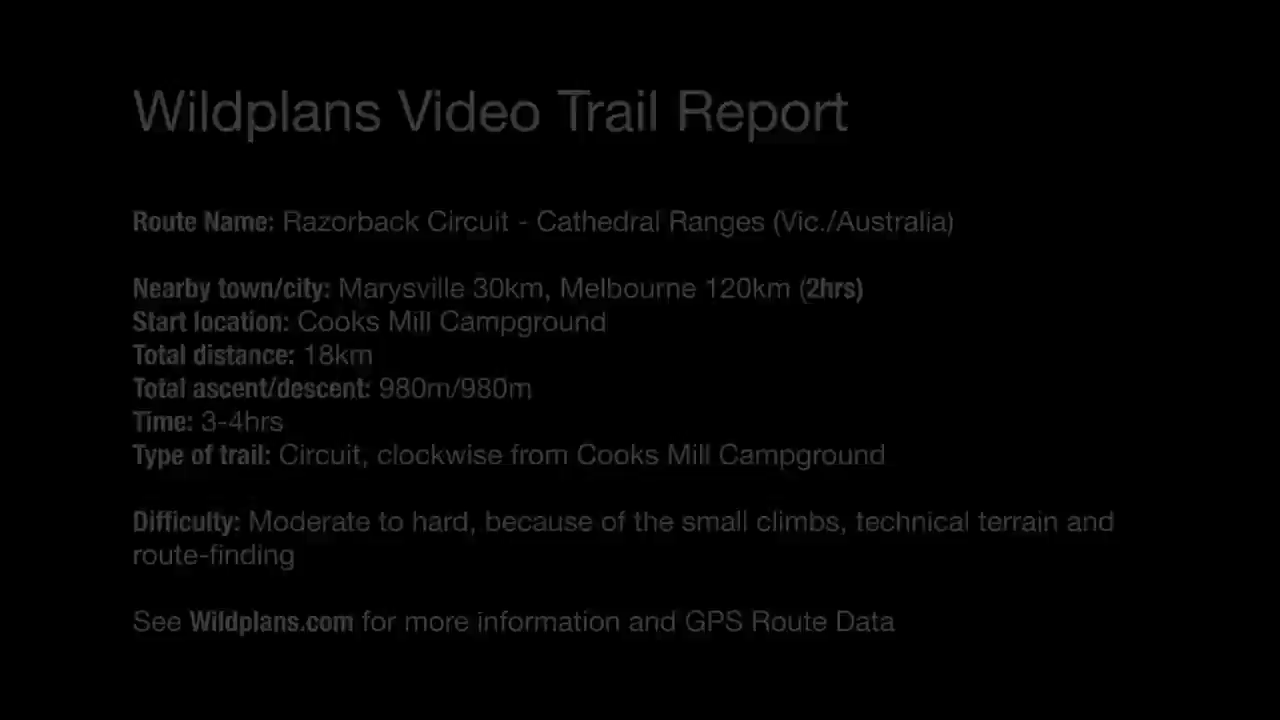 Wildplans Video Trail Report
Route Name: Razorback Circuit - Cathedral Ranges (Vic./Australia)
Nearby town/city: Marysville 30km, Melbourne 120km (2hrs)
Start location: Cooks Mill Campground
Total distance: 18km
Total ascent/descent: 980m/980m
Time: 3-4hrs
Type of trail: Circuit, clockwise from Cooks Mill Campground
Difficulty: Moderate to hard, because of the small climbs, technical terrain and
route-finding
See Wildplans.com for more information and GPS Route Data